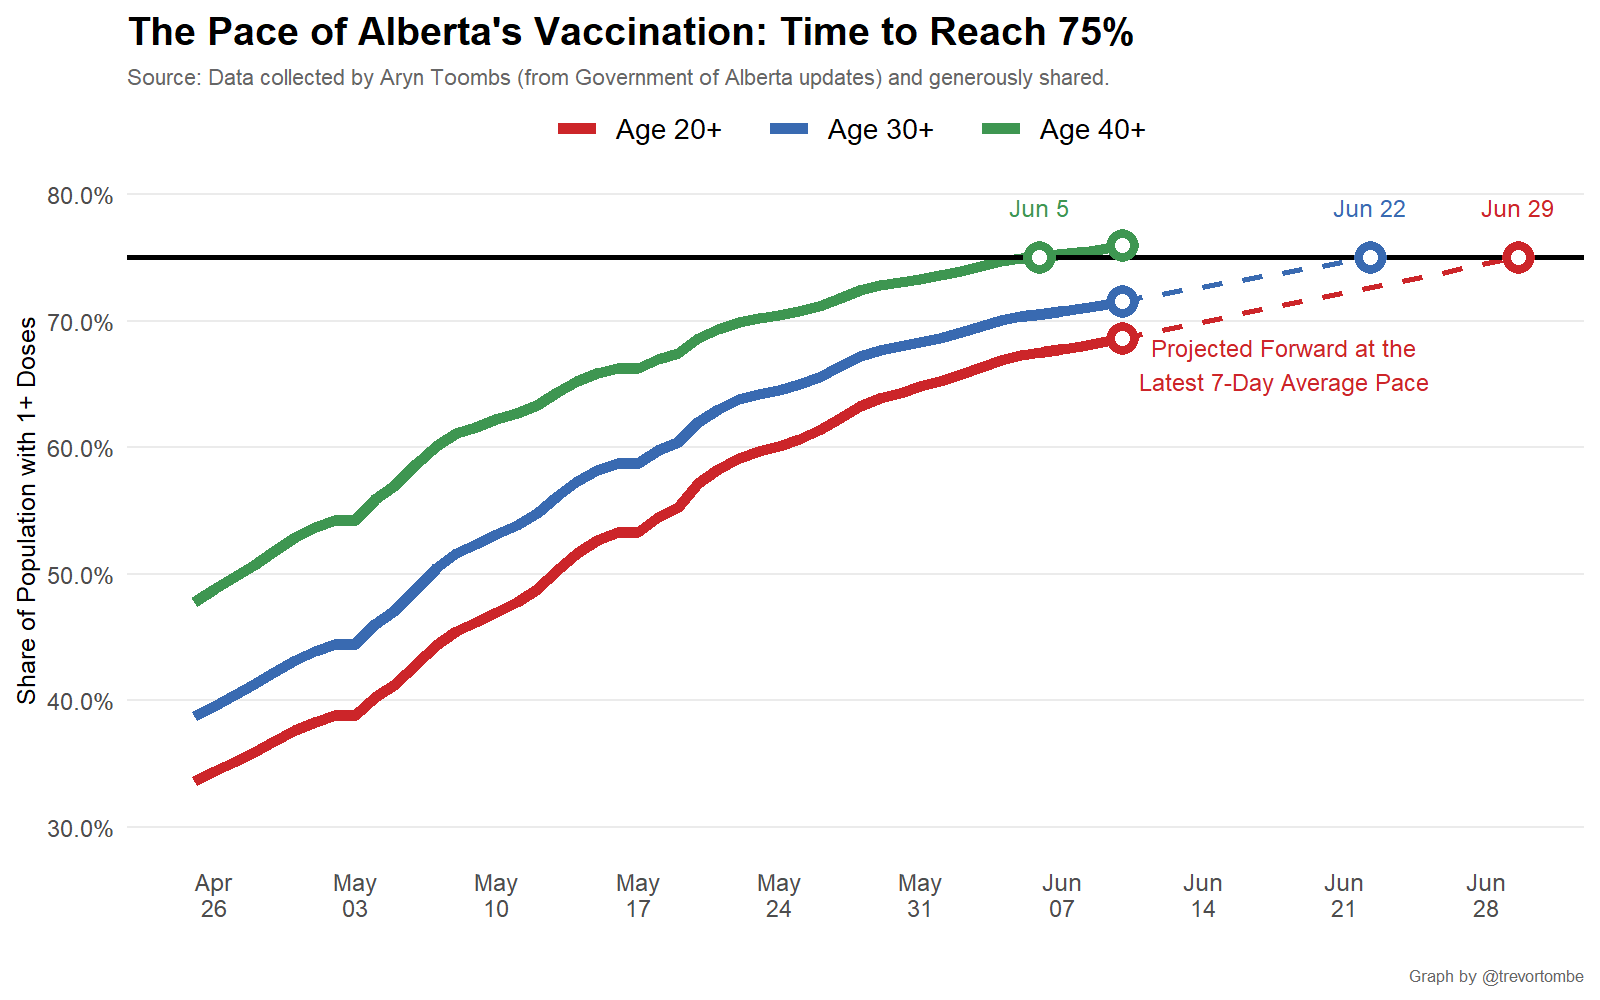 The Pace of Alberta's Vaccination: Time to Reach 75%
Source: Data collected by Aryn Toombs (from Government of Alberta updates) and generously shared.
Age 20+
Age 30+
Age 40+
80.0%
70.0%
60.0%
50.0%
40.0%
30.0%
Share of Population with 1+ Doses
Jun 5
Jun 22
Jun 29
Projected Forward at the
Latest 7-Day Average Pace
Apr
26
May
03
May
10
May
17
May
24
May
31
Jun
07
Jun
14
Jun
21
Jun
28
Graph by @trevortombe